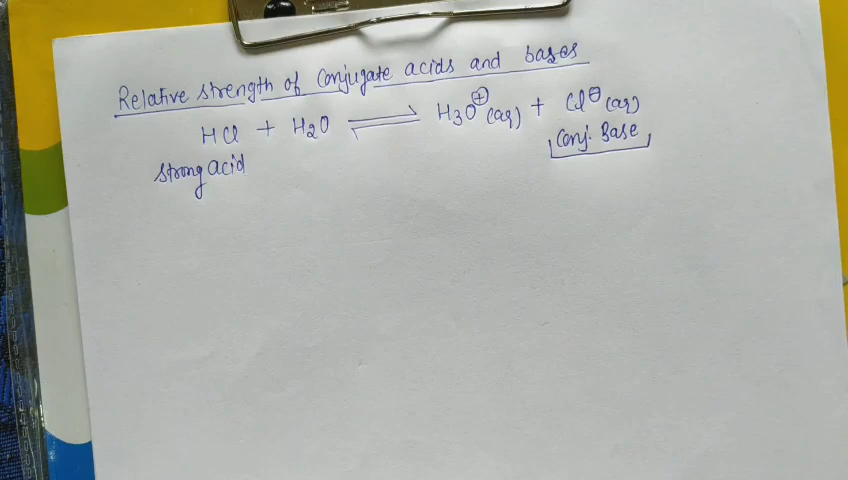 Relative strength of Conjugate acids and bases
HCl + H2O ⇌ H3O⊕(aq) + Cl⊖(aq)
strong acid
Conj. Base